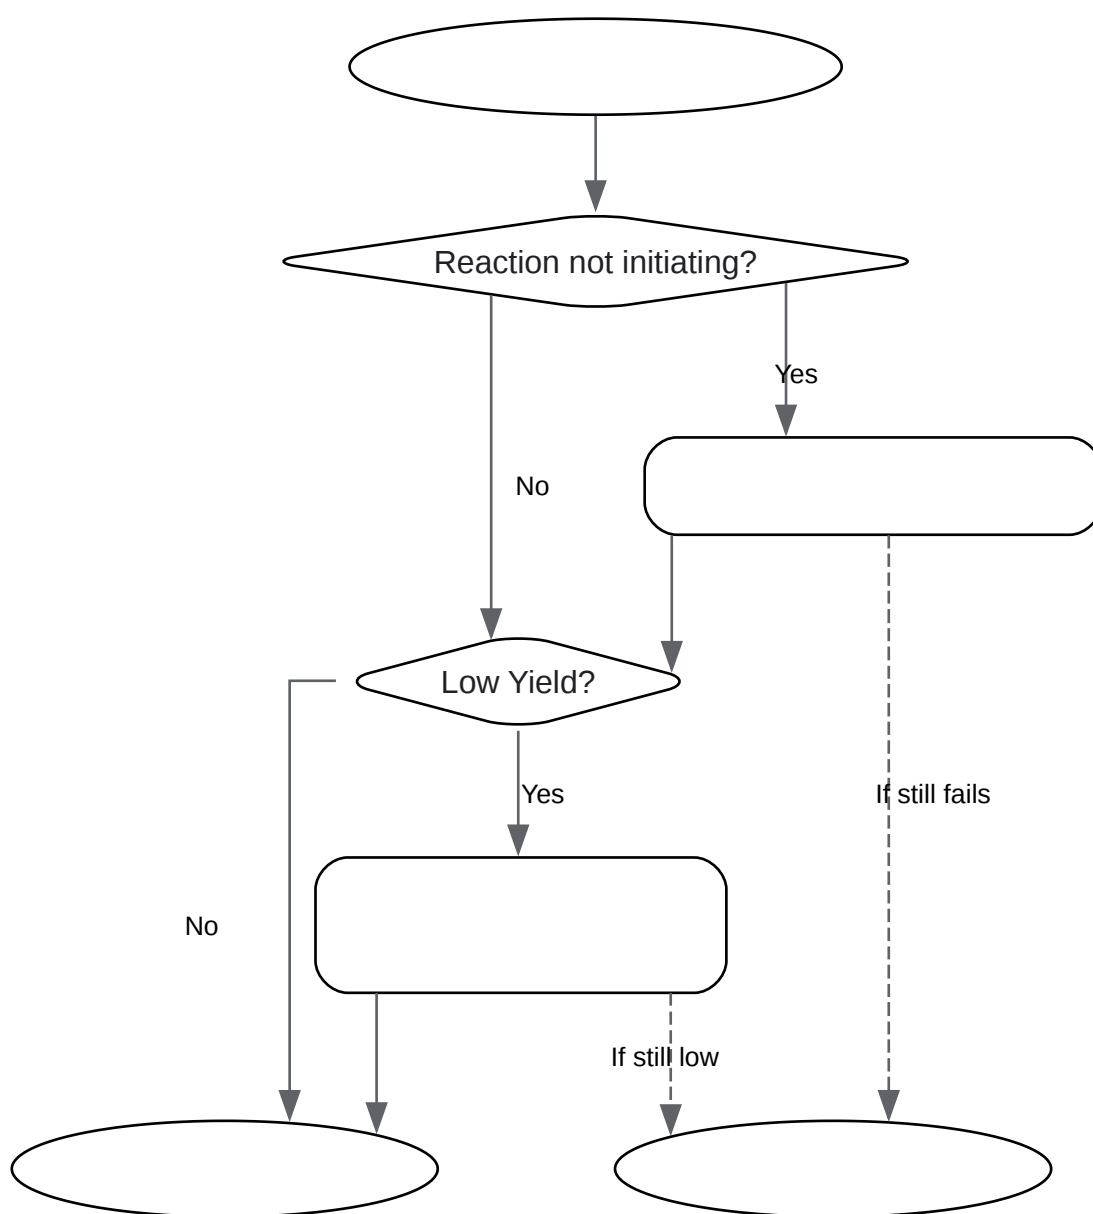 Reaction not initiating?
Yes
No
Low Yield?
Yes
If still fails
No
If still low